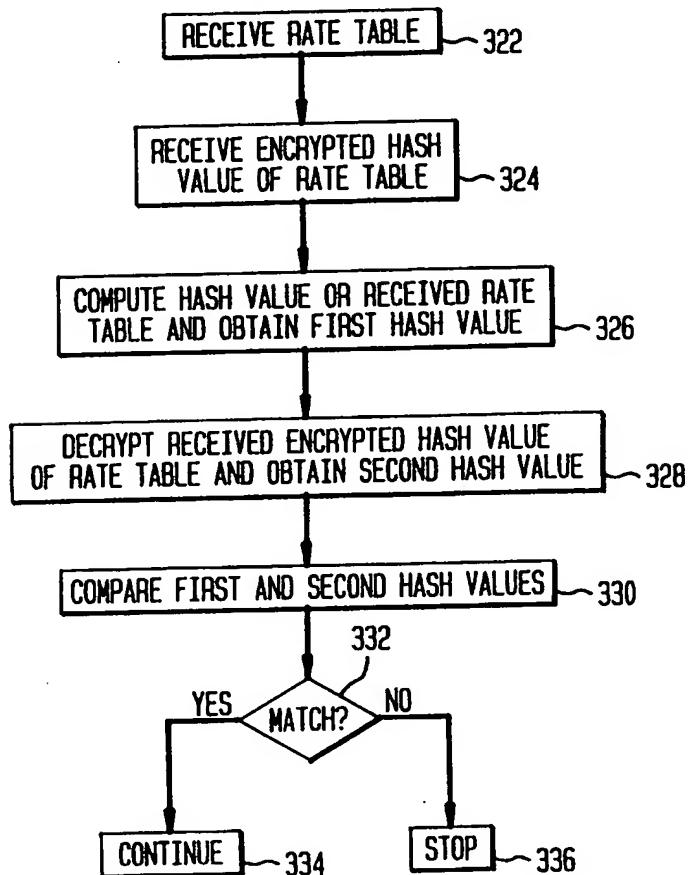 RECEIVE RATE TABLE
322
RECEIVE ENCRYPTED HASH
VALUE OF RATE TABLE
324
COMPUTE HASH VALUE OR RECEIVED RATE
TABLE AND OBTAIN FIRST HASH VALUE
326
DECRYPT RECEIVED ENCRYPTED HASH VALUE
OF RATE TABLE AND OBTAIN SECOND HASH VALUE
328
COMPARE FIRST AND SECOND HASH VALUES
330
332
YES
MATCH?
NO
CONTINUE
334
STOP
336